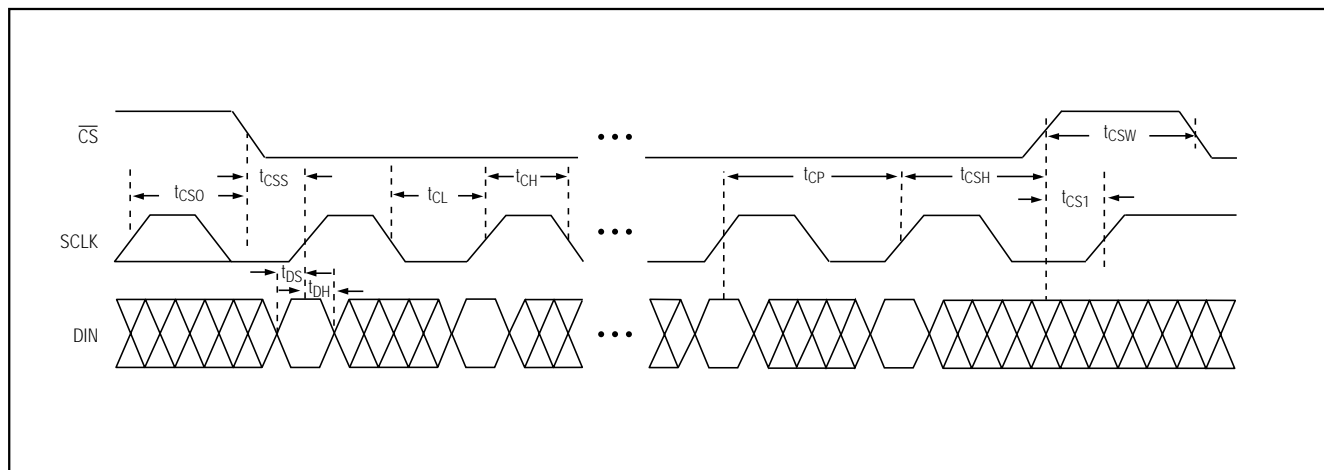 CS
tCSW
tCSO
tCSS
tCL
tCH
tCP
tCSH
tCS1
SCLK
tDS
tDH
DIN